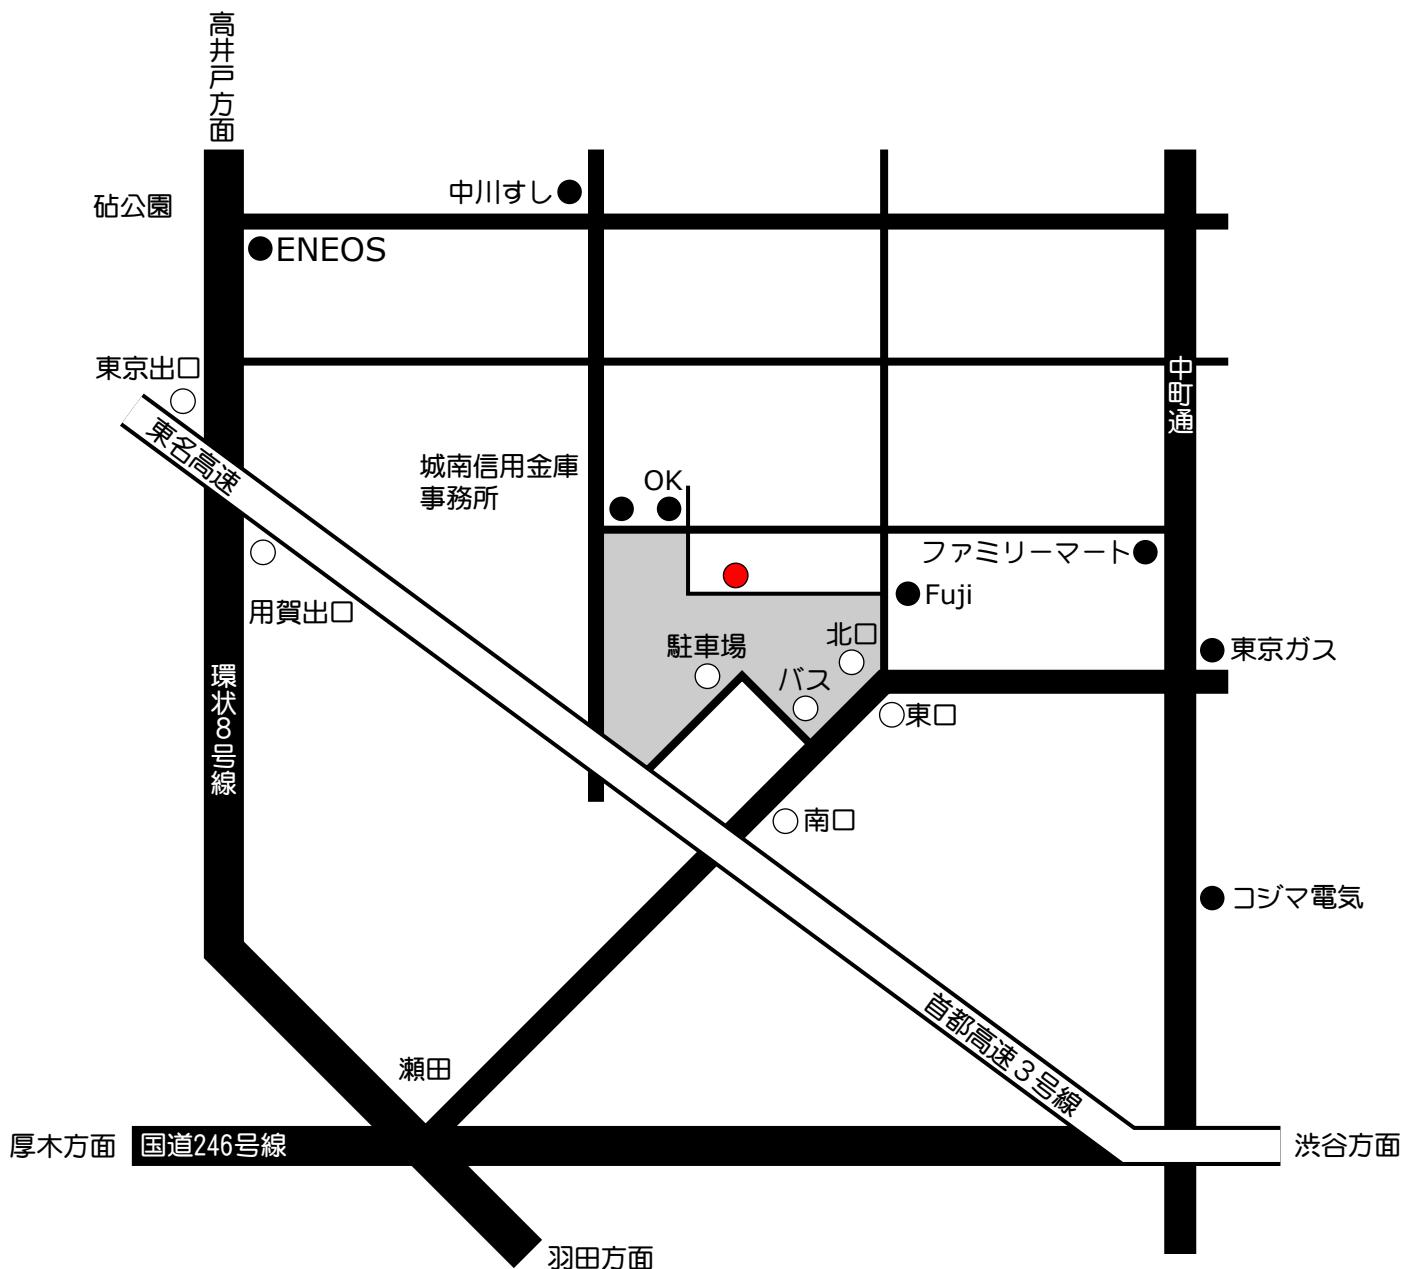 高井戸方面
砧公園
中川すし
ENEOS
東京出口
中町通
東名高速
城南信用金庫
事務所
OK
ファミリーマート
Fuji
用賀出口
北口
駐車場
東京ガス
バス
環状8号線
東口
南口
コジマ電気
首都高速3号線
瀬田
厚木方面
国道246号線
渋谷方面
羽田方面